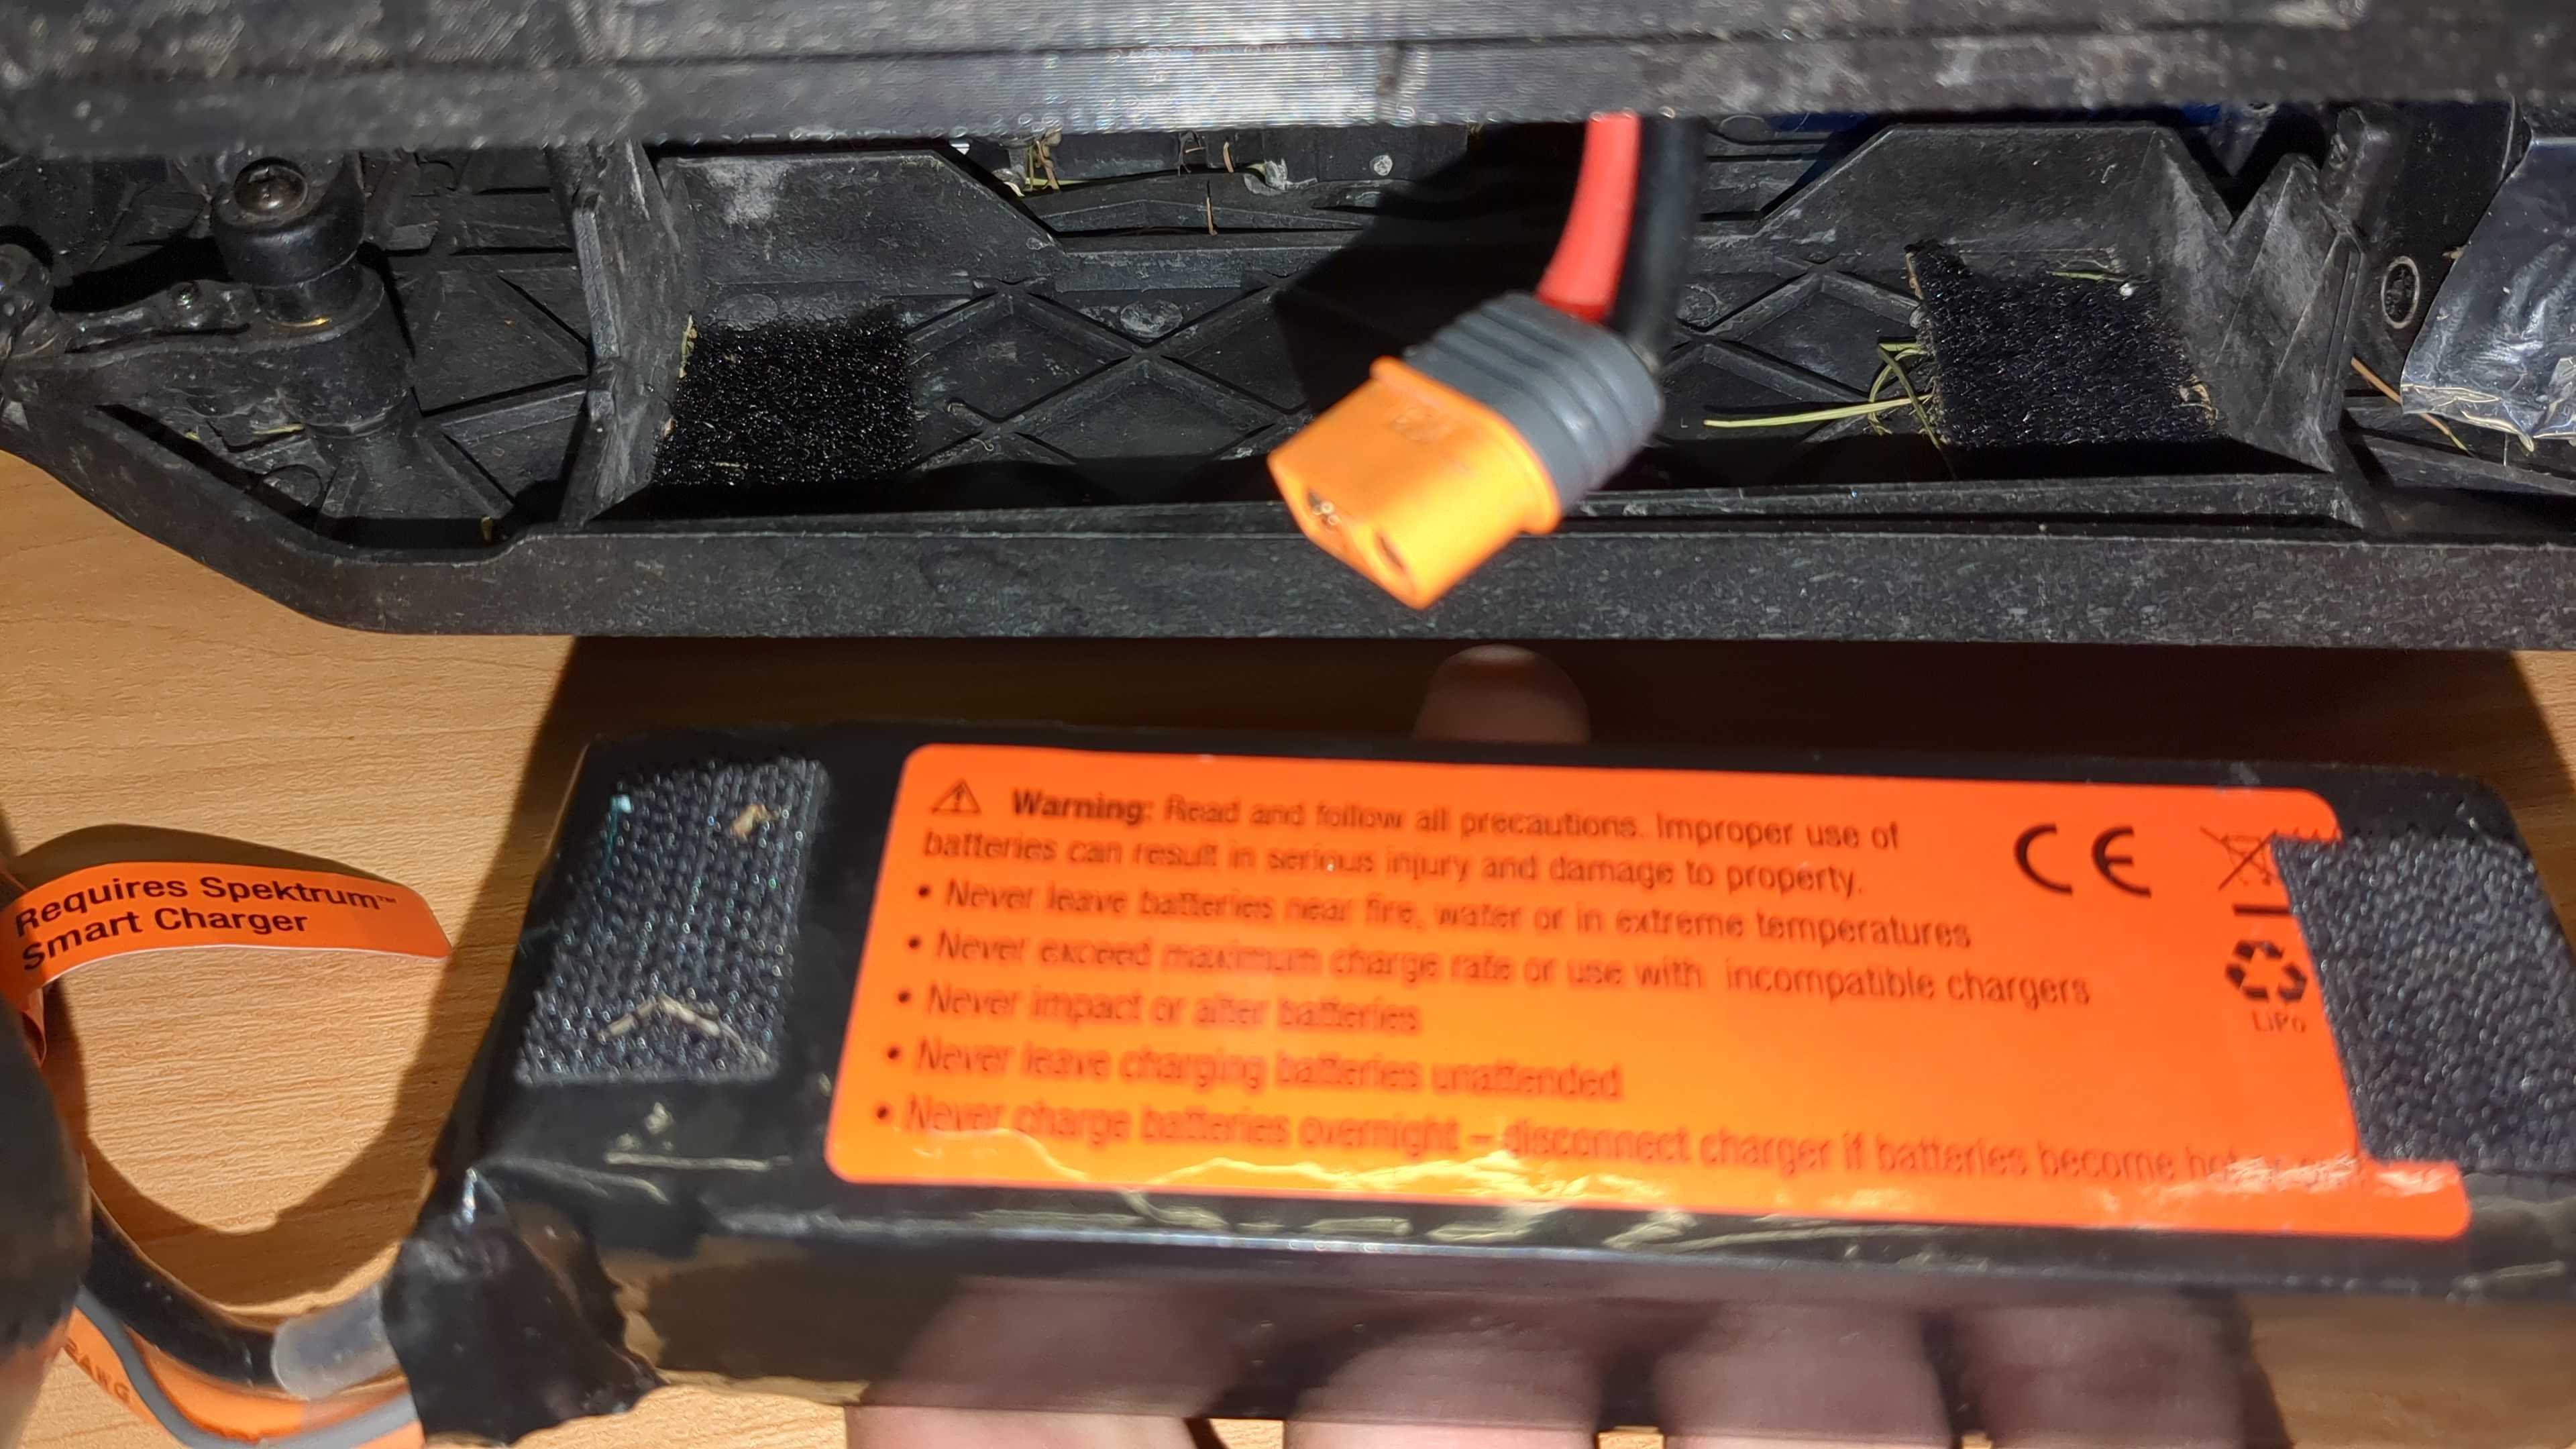 Requires Spektrum™
Smart Charger
Warning: Read and follow all precautions. Improper use of
batteries can result in serious injury and damage to property.
• Never leave batteries near fire, water or in extreme temperatures
• Never exceed maximum charge rate or use with incompatible chargers
• Never impact or alter batteries
• Never leave charging batteries unattended
• Never charge batteries overnight – disconnect charger if batteries become hot
CE
LiPo
AWG